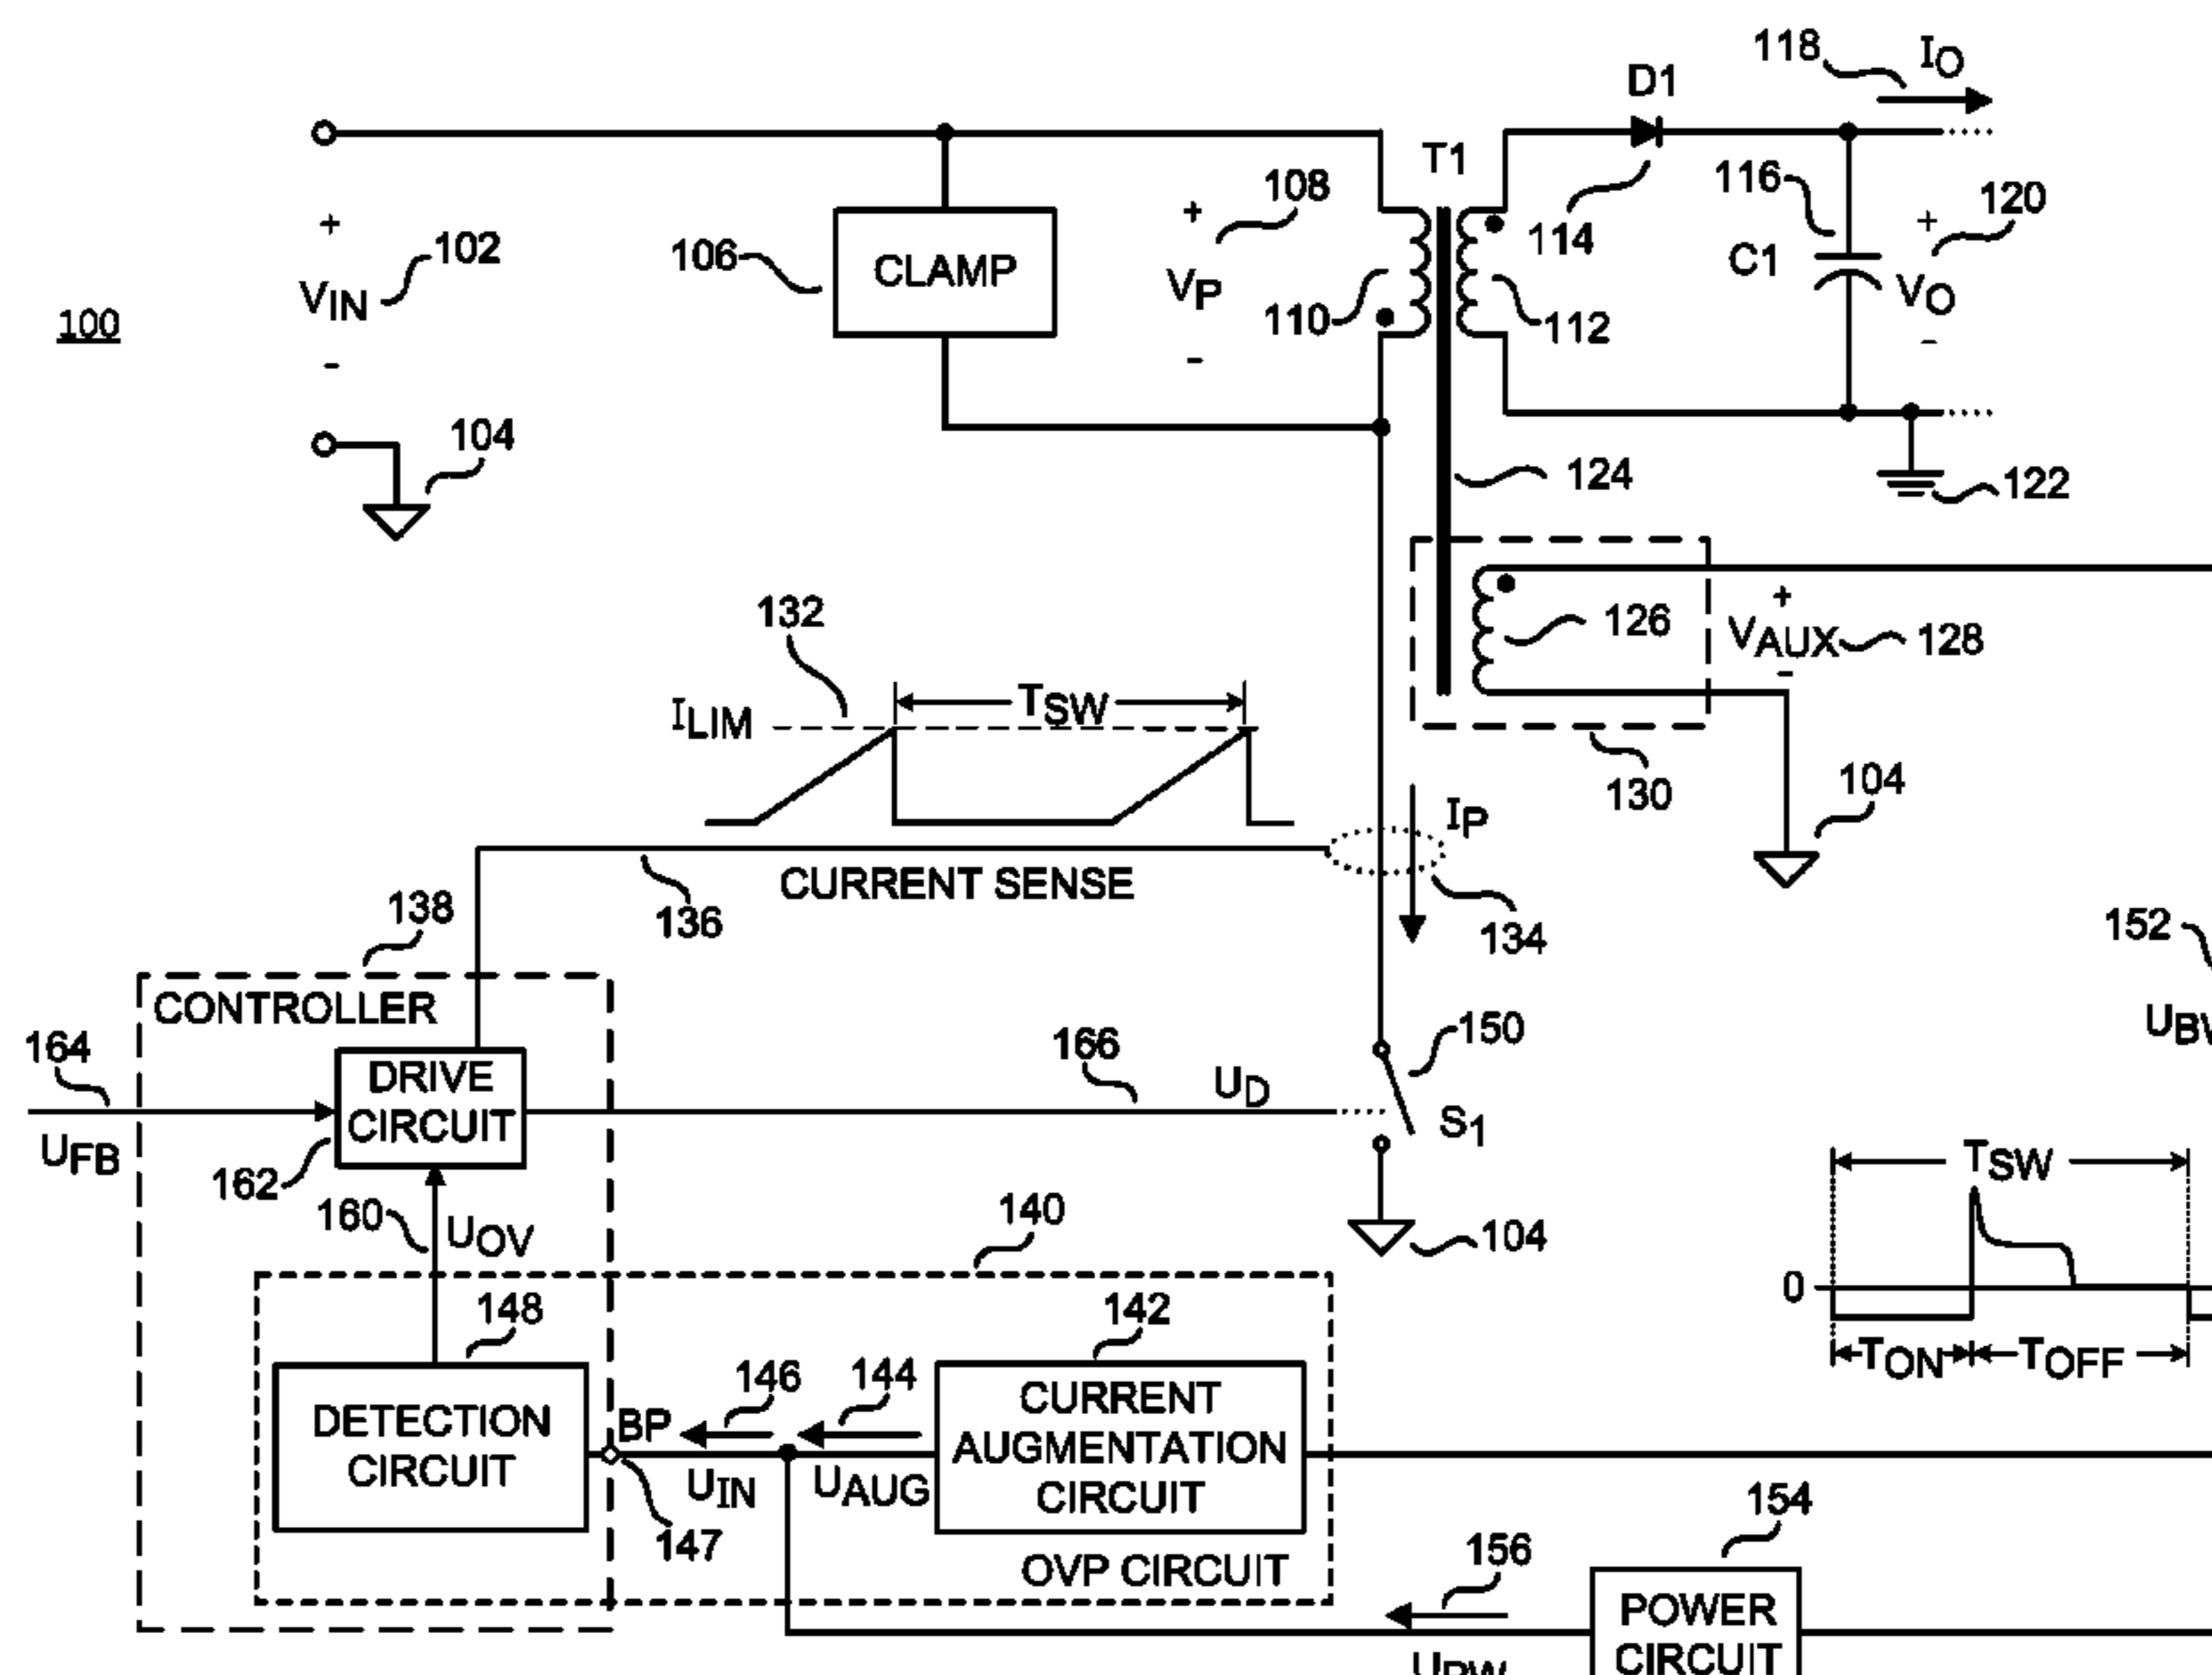 118
IO
D1
T1
108
116
120
+
+
+
102
106
CLAMP
114
C1
VIN
VP
VO
100
110
112
-
-
-
104
124
122
132
126
+
VAUX
128
-
ILIM
TSW
130
104
IP
CURRENT SENSE
136
134
138
152
CONTROLLER
150
164
166
DRIVE
CIRCUIT
UD
S1
UFB
162
TSW
160
UOV
140
104
148
142
0
TON
TOFF
146
144
CURRENT
AUGMENTATION
CIRCUIT
DETECTION
CIRCUIT
BP
UIN
UAUG
147
154
OVP CIRCUIT
156
POWER
CIRCUIT